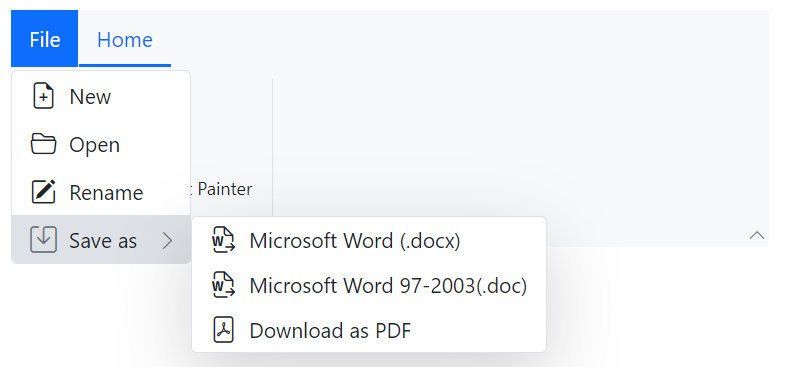 File
Home
New
Open
Rename
Painter
Save as
Microsoft Word (.docx)
Microsoft Word 97-2003(.doc)
Download as PDF